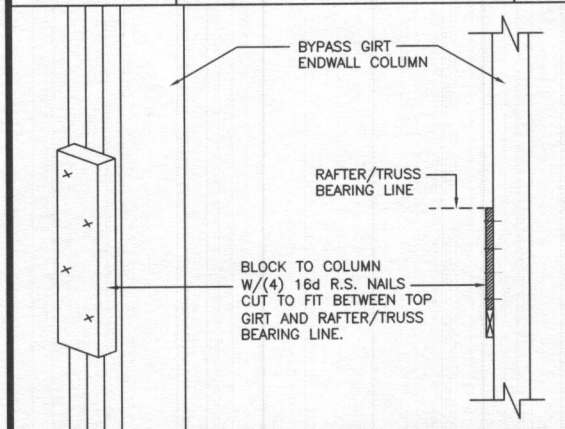 BYPASS GIRT
ENDWALL COLUMN
RAFTER/TRUSS
BEARING LINE
BLOCK TO COLUMN
W/(4) 16d R.S. NAILS
CUT TO FIT BETWEEN TOP
GIRT AND RAFTER/TRUSS
BEARING LINE.